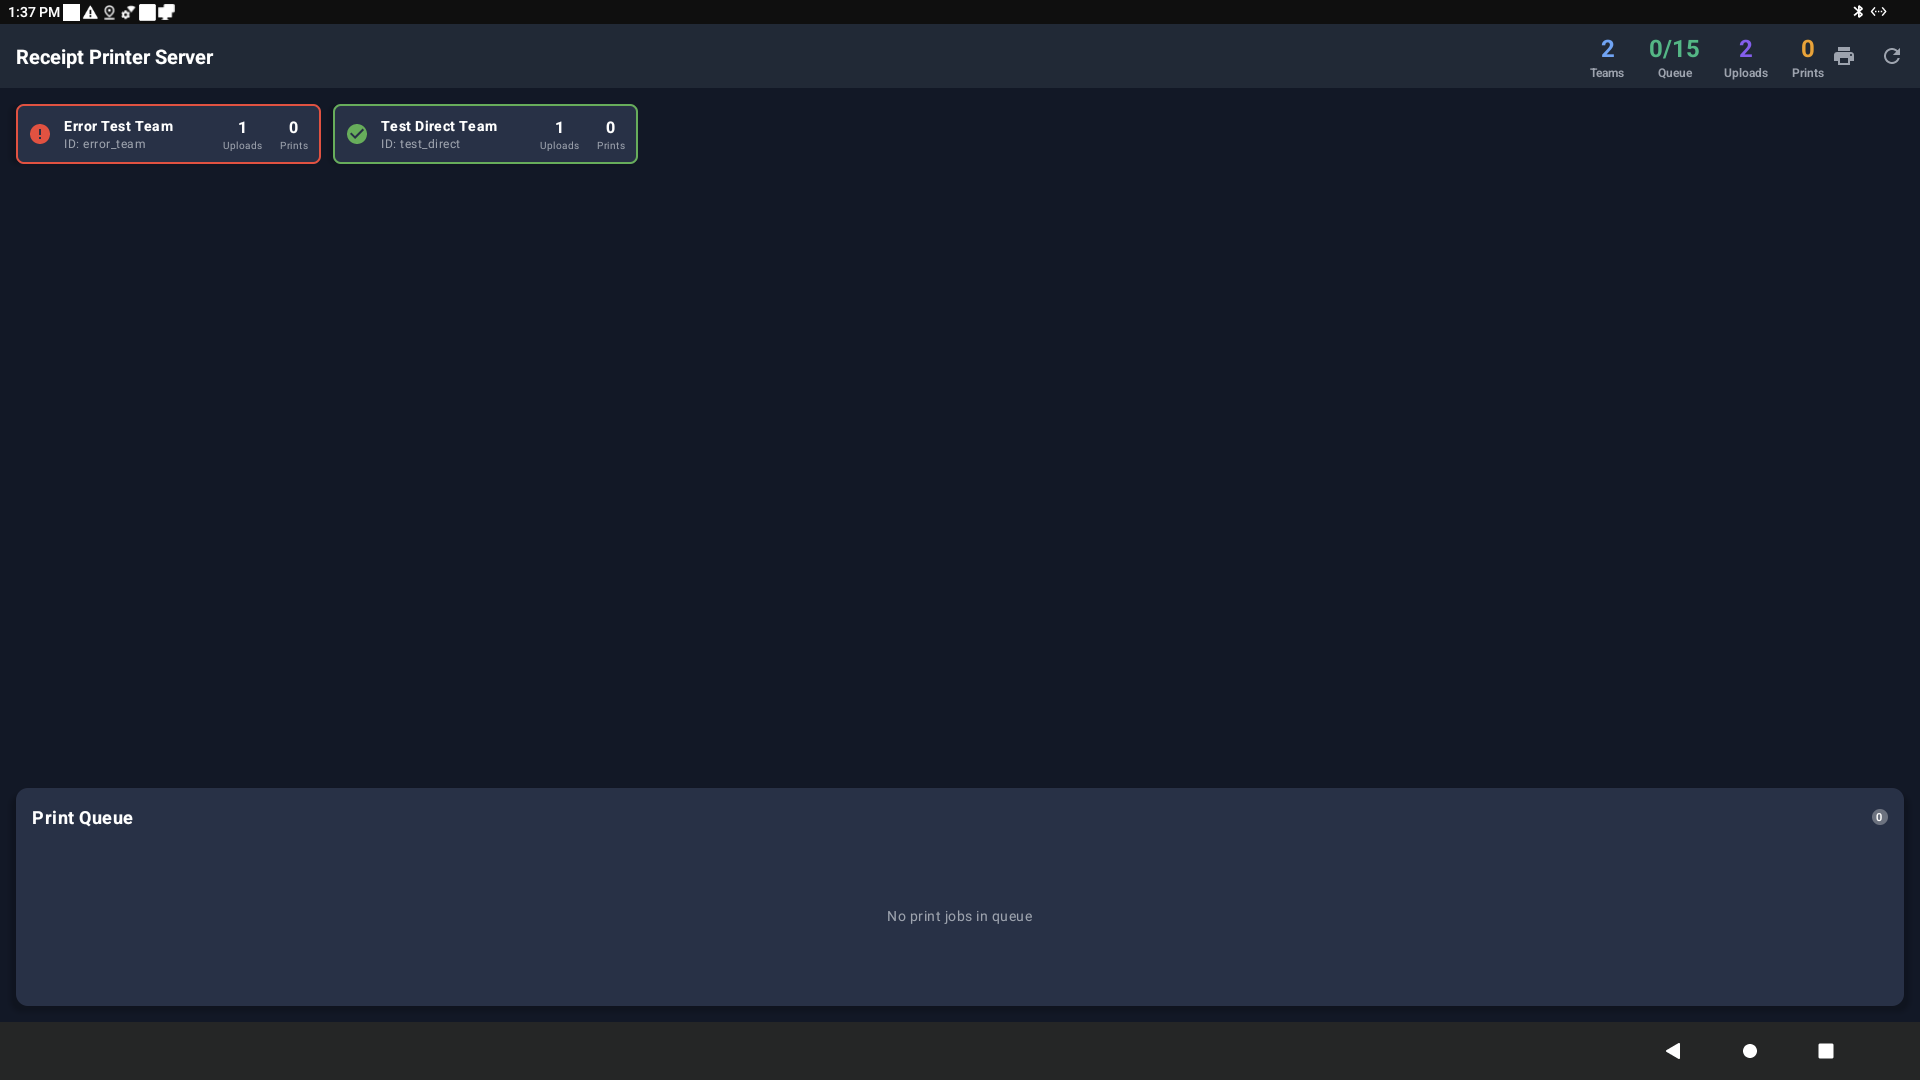 1:37 PM
Receipt Printer Server
2 0/15 2 0
Teams Queue Uploads Prints
Error Test Team 1 0
ID: error_team Uploads Prints
Test Direct Team 1 0
ID: test_direct Uploads Prints
Print Queue 0
No print jobs in queue